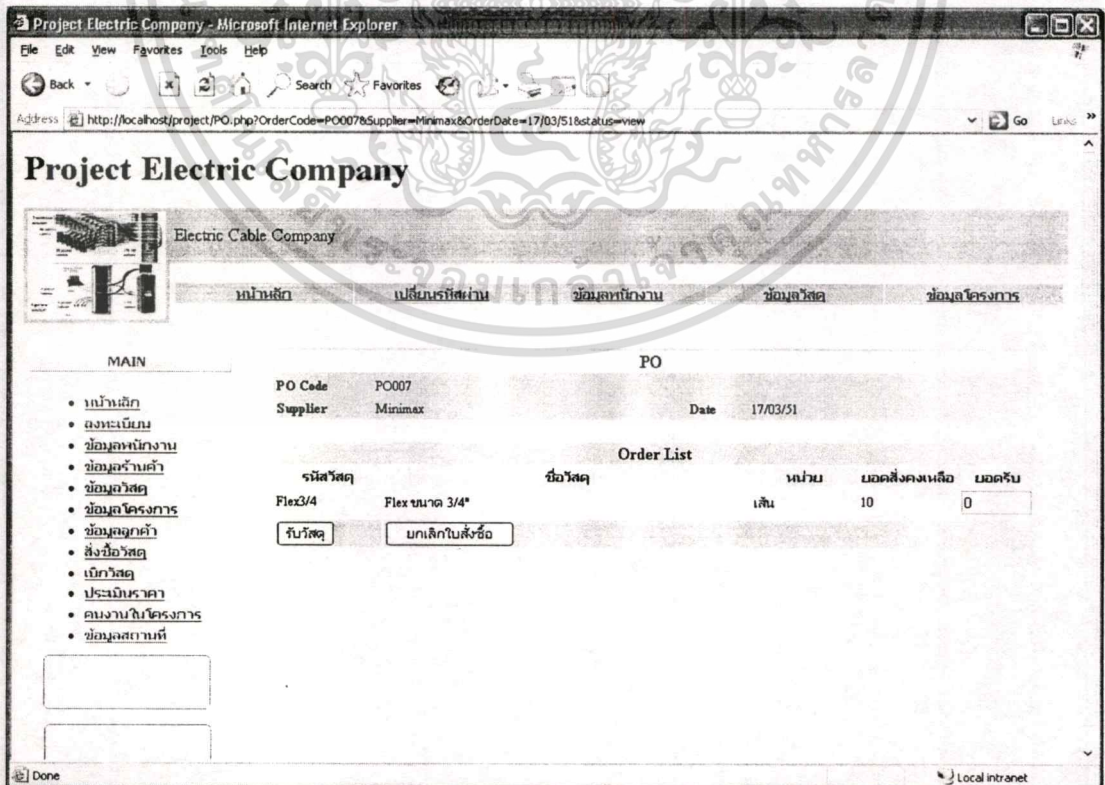 Project Electric Company - Microsoft Internet Explorer
File Edit View Favorites Tools Help
Back Search Favorites
Address http://localhost/project/PO.php?OrderCode=PO007&Supplier=Minimax&OrderDate=17/03/51&status=view Go Links »
Project Electric Company
Electric Cable Company
หน้าหลัก เปลี่ยนรหัสผ่าน ข้อมูลพนักงาน ข้อมูลวัสดุ ข้อมูลโครงการ
MAIN
• หน้าหลัก
• ลงทะเบียน
• ข้อมูลพนักงาน
• ข้อมูลร้านค้า
• ข้อมูลวัสดุ
• ข้อมูลโครงการ
• ข้อมูลลูกค้า
• สั่งซื้อวัสดุ
• เบิกวัสดุ
• ประเมินราคา
• คนงานในโครงการ
• ข้อมูลสถานที่
PO
PO Code PO007
Supplier Minimax Date 17/03/51
Order List
รหัสวัสดุ ชื่อวัสดุ หน่วย ยอดสั่งคงเหลือ ยอดรับ
Flex3/4 Flex ขนาด 3/4" เส้น 10 0
รับวัสดุ ยกเลิกใบสั่งซื้อ
Done Local intranet